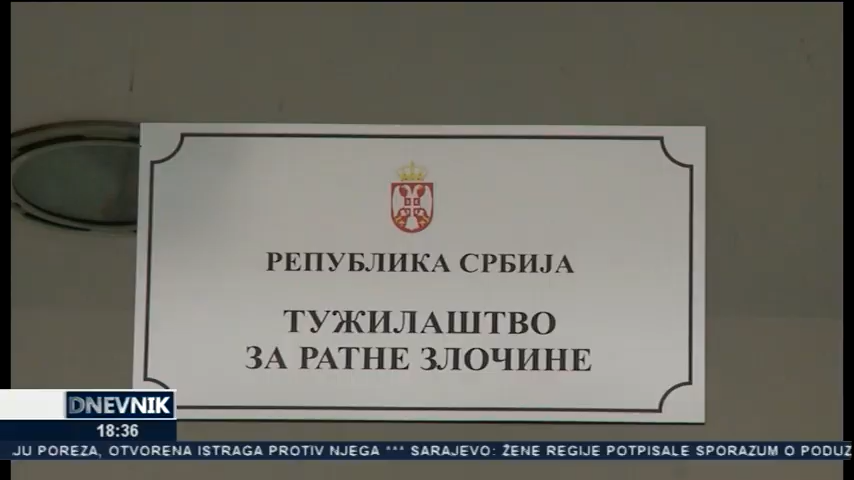 РЕПУБЛИКА СРБИЈА
ТУЖИЛАШТВО
ЗА РАТНЕ ЗЛОЧИНЕ
DNEVNIK
18:36
JU POREZA, OTVORENA ISTRAGA PROTIV NJEGA *** SARAJEVO: ŽENE REGIJE POTPISALE SPORAZUM O PODUZ